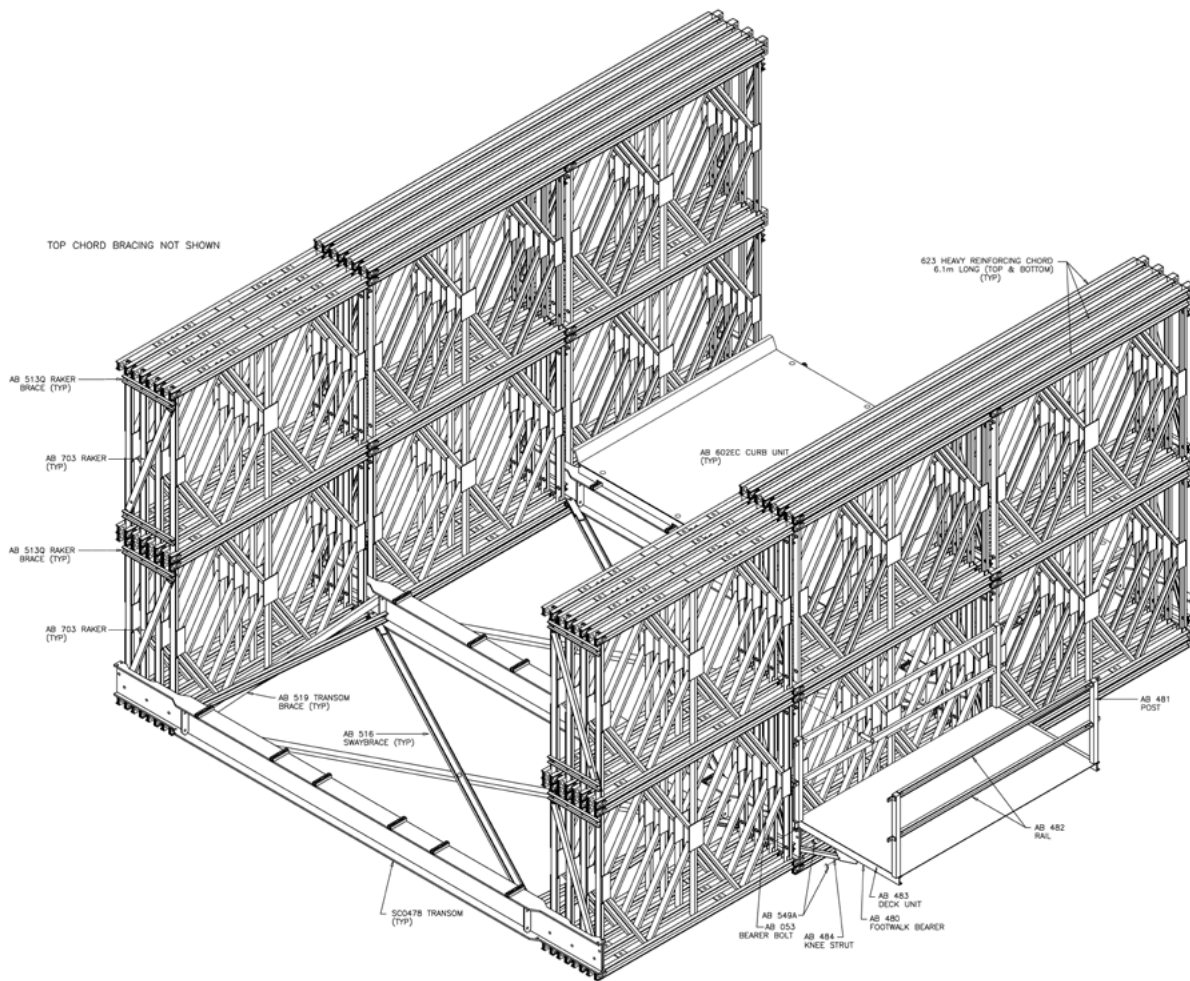 TOP CHORD BRACING NOT SHOWN
623 HEAVY REINFORCING CHORD
6.1m LONG (TOP & BOTTOM)
(TYP)
AB 513Q RAKER
BRACE (TYP)
AB 703 RAKER
(TYP)
AB 602EC CURB UNIT
(TYP)
AB 513Q RAKER
BRACE (TYP)
AB 703 RAKER
(TYP)
AB 519 TRANSOM
BRACE (TYP)
AB 516
SWAYBRACE (TYP)
AB 481
POST
AB 482
RAIL
AB 483
DECK UNIT
SC0478 TRANSOM
(TYP)
AB 549A
AB 053
BEARER BOLT
AB 484
KNEE STRUT
AB 480
FOOTWALK BEARER